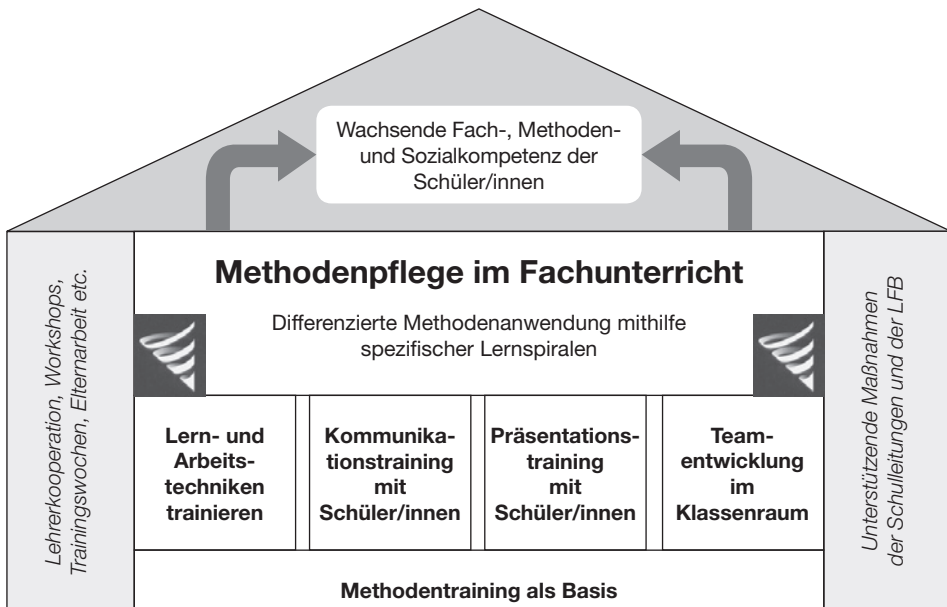 Wachsende Fach-, Methoden-
und Sozialkompetenz der
Schüler/innen
Lehrerkooperation, Workshops,
Trainingswochen, Elternarbeit etc.
Methodenpflege im Fachunterricht
Differenzierte Methodenanwendung mithilfe
spezifischer Lernspiralen
Lern- und
Arbeits-
techniken
trainieren
Kommunika-
tionstraining
mit
Schüler/innen
Präsentations-
training
mit
Schüler/innen
Team-
entwicklung
im
Klassenraum
Methodentraining als Basis
Unterstützende Maßnahmen
der Schulleitungen und der LFB